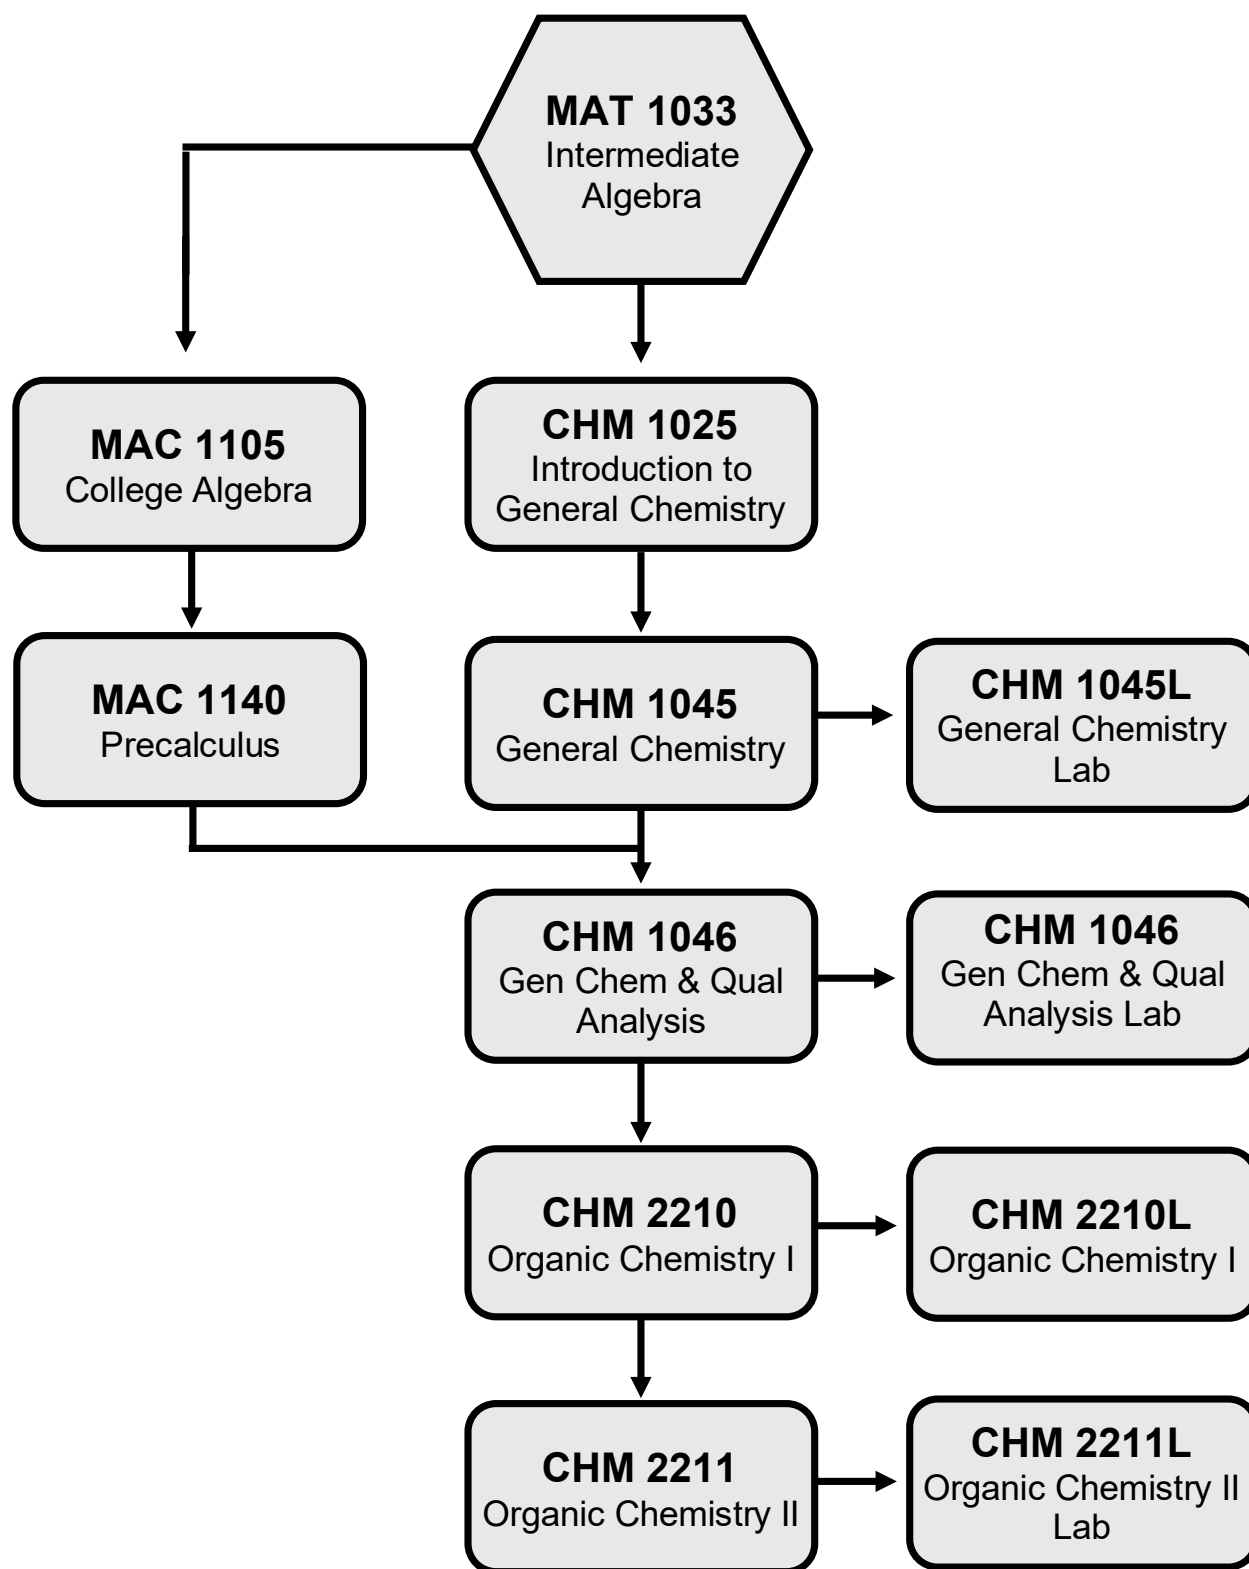 MAT 1033
Intermediate
Algebra
MAC 1105
College Algebra
CHM 1025
Introduction to
General Chemistry
MAC 1140
Precalculus
CHM 1045
General Chemistry
CHM 1045L
General Chemistry
Lab
CHM 1046
Gen Chem & Qual
Analysis
CHM 1046
Gen Chem & Qual
Analysis Lab
CHM 2210
Organic Chemistry I
CHM 2210L
Organic Chemistry I
CHM 2211
Organic Chemistry II
CHM 2211L
Organic Chemistry II
Lab